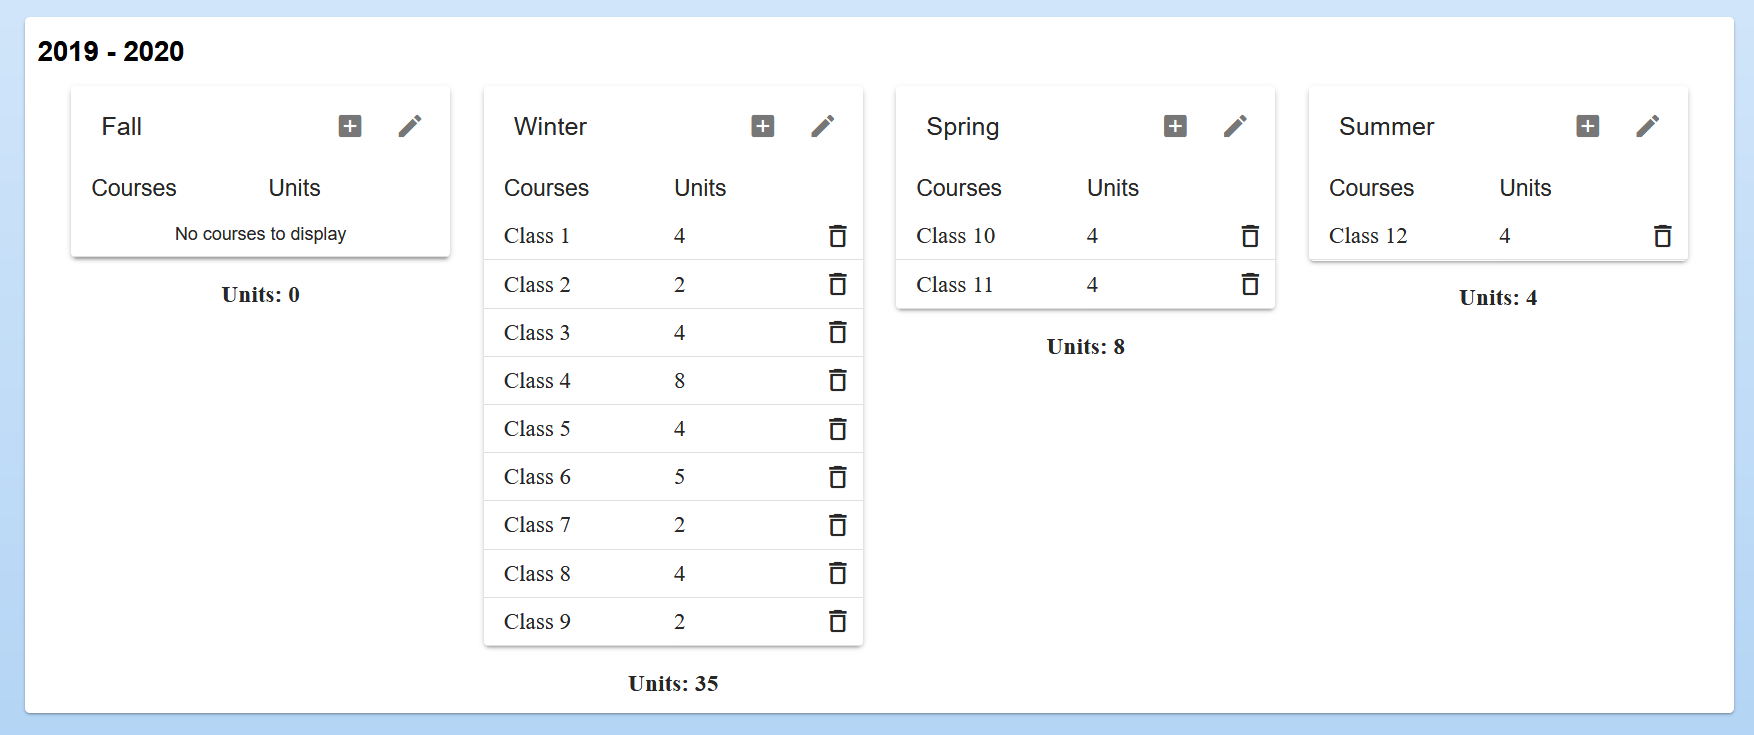 2019 - 2020
Fall
Courses Units
No courses to display
Units: 0
Winter
Courses Units
Class 1 4
Class 2 2
Class 3 4
Class 4 8
Class 5 4
Class 6 5
Class 7 2
Class 8 4
Class 9 2
Units: 35
Spring
Courses Units
Class 10 4
Class 11 4
Units: 8
Summer
Courses Units
Class 12 4
Units: 4